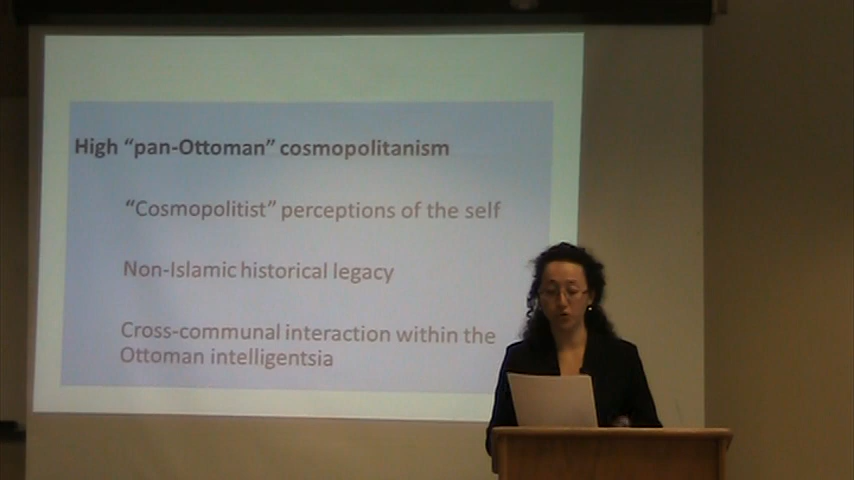 High “pan-Ottoman” cosmopolitanism
“Cosmopolitist” perceptions of the self
Non-Islamic historical legacy
Cross-communal interaction within the
Ottoman intelligentsia